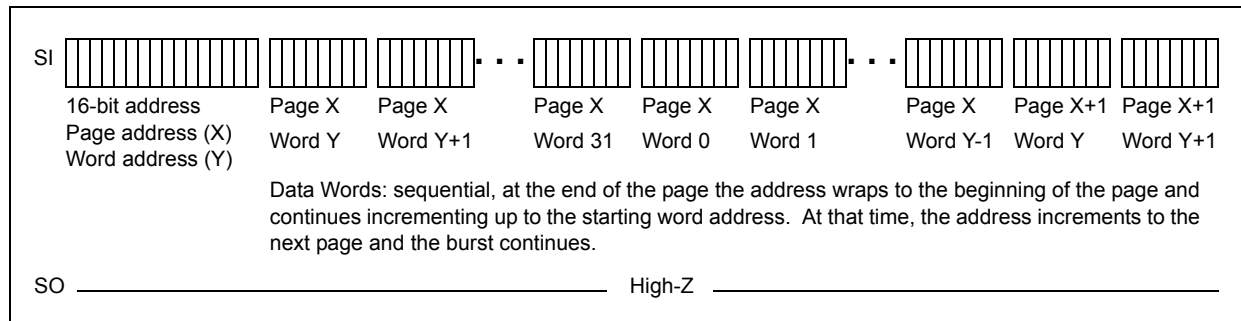 SI
16-bit address
Page address (X)
Word address (Y)
Page X
Word Y
Page X
Word Y+1
. . .
Page X
Word 31
Page X
Word 0
Page X
Word 1
. . .
Page X
Word Y-1
Page X+1
Word Y
Page X+1
Word Y+1
Data Words: sequential, at the end of the page the address wraps to the beginning of the page and
continues incrementing up to the starting word address. At that time, the address increments to the
next page and the burst continues.
SO
High-Z